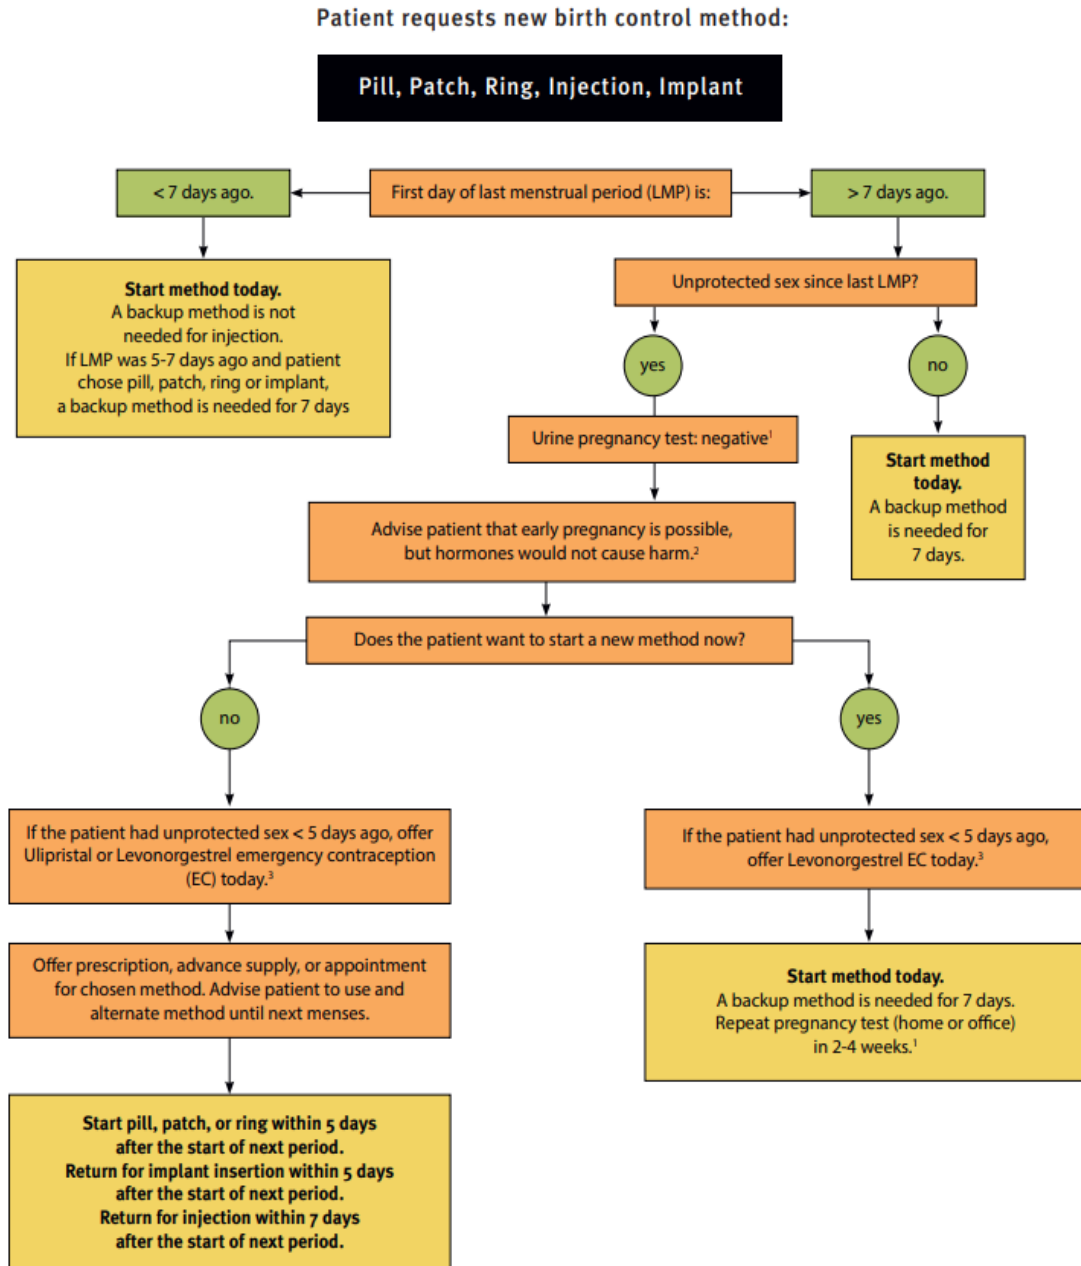 Patient requests new birth control method:
Pill, Patch, Ring, Injection, Implant
< 7 days ago.
First day of last menstrual period (LMP) is:
> 7 days ago.
Start method today.
A backup method is not
needed for injection.
If LMP was 5-7 days ago and patient
chose pill, patch, ring or implant,
a backup method is needed for 7 days
Unprotected sex since last LMP?
yes
no
Urine pregnancy test: negative¹
Start method
today.
A backup method
is needed for
7 days.
Advise patient that early pregnancy is possible,
but hormones would not cause harm.²
Does the patient want to start a new method now?
no
yes
If the patient had unprotected sex < 5 days ago, offer
Ulipristal or Levonorgestrel emergency contraception
(EC) today.³
If the patient had unprotected sex < 5 days ago,
offer Levonorgestrel EC today.³
Offer prescription, advance supply, or appointment
for chosen method. Advise patient to use and
alternate method until next menses.
Start method today.
A backup method is needed for 7 days.
Repeat pregnancy test (home or office)
in 2-4 weeks.¹
Start pill, patch, or ring within 5 days
after the start of next period.
Return for implant insertion within 5 days
after the start of next period.
Return for injection within 7 days
after the start of next period.